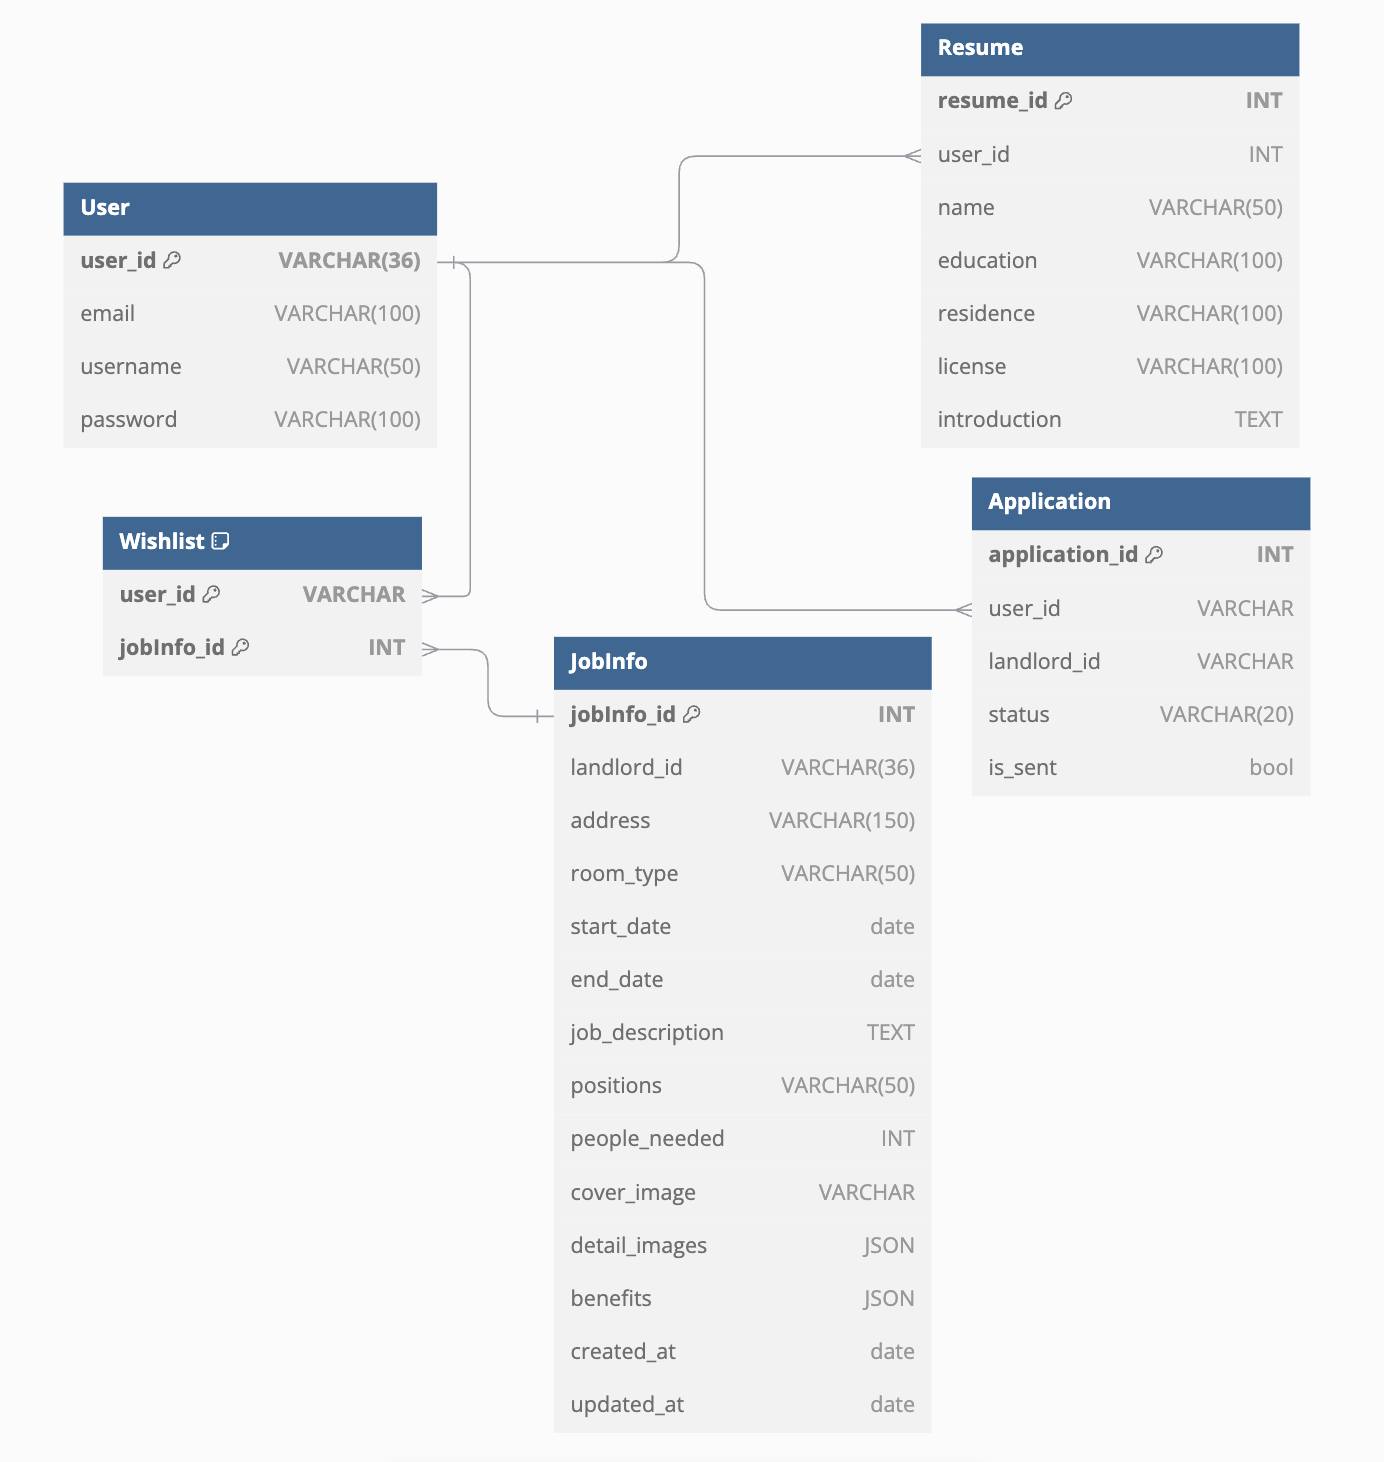 User
user_id VARCHAR(36)
email VARCHAR(100)
username VARCHAR(50)
password VARCHAR(100)
Resume
resume_id INT
user_id INT
name VARCHAR(50)
education VARCHAR(100)
residence VARCHAR(100)
license VARCHAR(100)
introduction TEXT
Wishlist
user_id VARCHAR
jobInfo_id INT
Application
application_id INT
user_id VARCHAR
landlord_id VARCHAR
status VARCHAR(20)
is_sent bool
JobInfo
jobInfo_id INT
landlord_id VARCHAR(36)
address VARCHAR(150)
room_type VARCHAR(50)
start_date date
end_date date
job_description TEXT
positions VARCHAR(50)
people_needed INT
cover_image VARCHAR
detail_images JSON
benefits JSON
created_at date
updated_at date